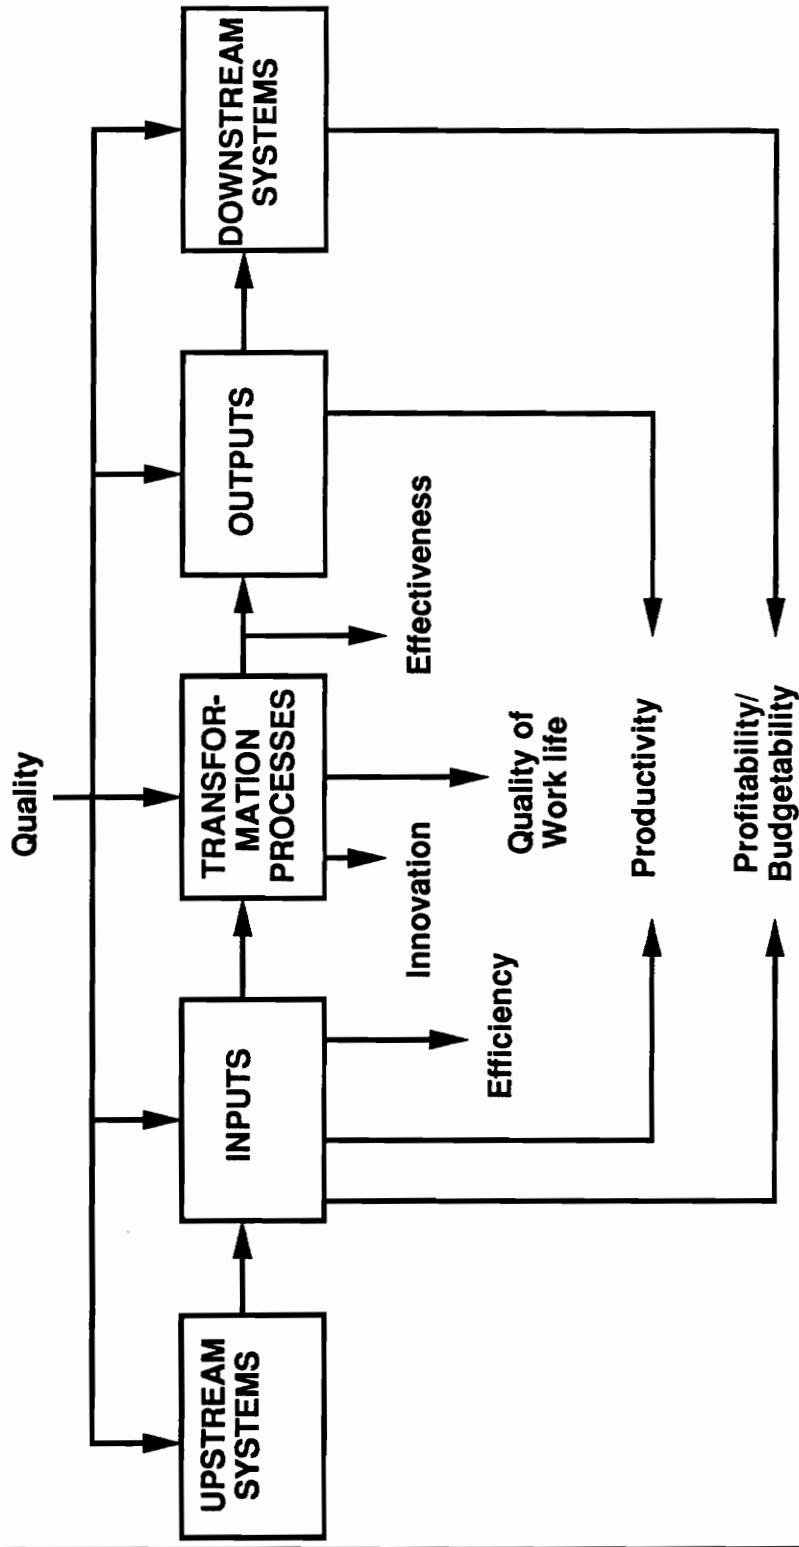 Quality
UPSTREAM
SYSTEMS
INPUTS
TRANSFOR-
MATION
PROCESSES
OUTPUTS
DOWNSTREAM
SYSTEMS
Efficiency
Innovation
Effectiveness
Quality of
Work life
Productivity
Profitability/
Budgetability